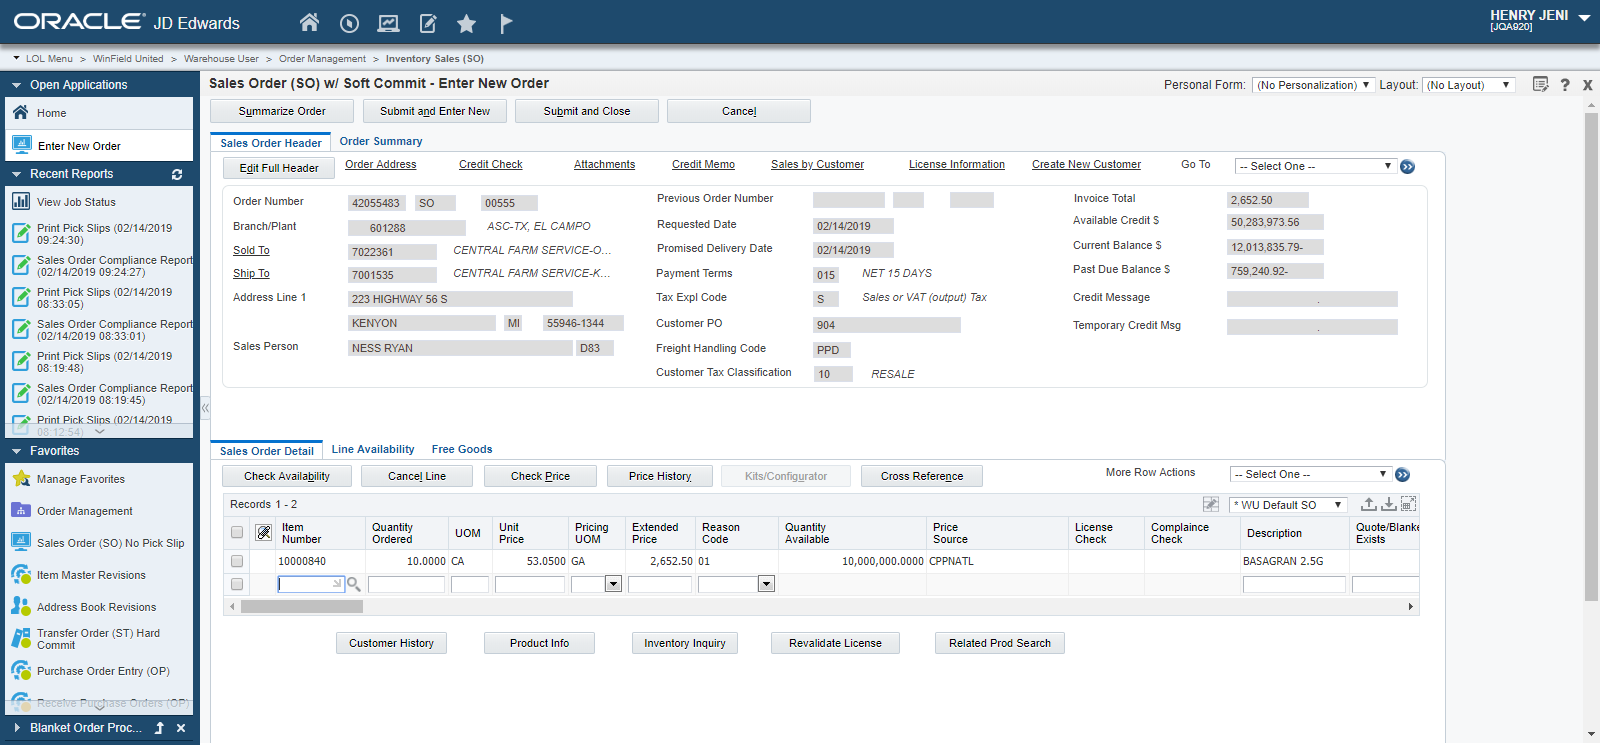 ORACLE JD Edwards
HENRY JENI
[JQA920]
LOL Menu > WinField United > Warehouse User > Order Management > Inventory Sales (SO)
Open Applications
Home
Enter New Order
Recent Reports
View Job Status
Print Pick Slips (02/14/2019
09:24:30)
Sales Order Compliance Report
(02/14/2019 09:24:27)
Print Pick Slips (02/14/2019
08:33:05)
Sales Order Compliance Report
(02/14/2019 08:33:01)
Print Pick Slips (02/14/2019
08:19:48)
Sales Order Compliance Report
(02/14/2019 08:19:45)
Print Pick Slips (02/14/2019
08:12:54)
Favorites
Manage Favorites
Order Management
Sales Order (SO) No Pick Slip
Item Master Revisions
Address Book Revisions
Transfer Order (ST) Hard
Commit
Purchase Order Entry (OP)
Receive Purchase Orders (OP)
Blanket Order Proc...
Sales Order (SO) w/ Soft Commit - Enter New Order
Personal Form: (No Personalization) Layout: (No Layout)
Summarize Order Submit and Enter New Submit and Close Cancel
Sales Order Header Order Summary
Edit Full Header Order Address Credit Check Attachments Credit Memo Sales by Customer License Information Create New Customer Go To -- Select One --
Order Number 42055483 SO 00555 Previous Order Number Invoice Total 2,652.50
Branch/Plant 601288 ASC-TX, EL CAMPO Requested Date 02/14/2019 Available Credit $ 50,283,973.56
Sold To 7022361 CENTRAL FARM SERVICE-O... Promised Delivery Date 02/14/2019 Current Balance $ 12,013,835.79-
Ship To 7001535 CENTRAL FARM SERVICE-K... Payment Terms 015 NET 15 DAYS Past Due Balance $ 759,240.92-
Address Line 1 223 HIGHWAY 56 S Tax Expl Code S Sales or VAT (output) Tax Credit Message .
KENYON MI 55946-1344 Customer PO 904 Temporary Credit Msg .
Sales Person NESS RYAN D83 Freight Handling Code PPD
Customer Tax Classification 10 RESALE
Sales Order Detail Line Availability Free Goods
Check Availability Cancel Line Check Price Price History Kits/Configurator Cross Reference More Row Actions -- Select One --
Records 1 - 2 * WU Default SO
Item Number Quantity Ordered UOM Unit Price Pricing UOM Extended Price Reason Code Quantity Available Price Source License Check Complaince Check Description Quote/Blanke Exists
10000840 10.0000 CA 53.0500 GA 2,652.50 01 10,000,000.0000 CPPNATL BASAGRAN 2.5G
Customer History Product Info Inventory Inquiry Revalidate License Related Prod Search